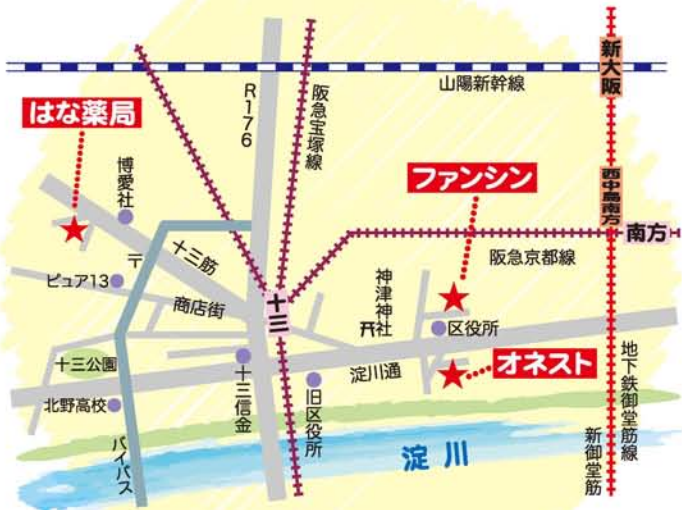 新大阪
山陽新幹線
はな薬局
R176
阪急宝塚線
博愛社
ファンシン
西中島南方
南方
〒
十三筋
阪急京都線
ピュア13
商店街
十三
神津神社
区役所
十三公園
淀川通
オネスト
北野高校
十三信金
旧区役所
地下鉄御堂筋線
バイパス
淀川
新御堂筋